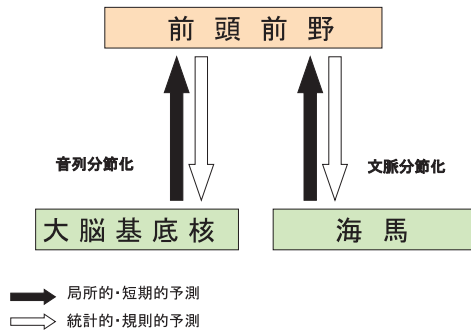 前頭前野
音列分節化
文脈分節化
大脳基底核
海馬
局所的・短期的予測
統計的・規則的予測